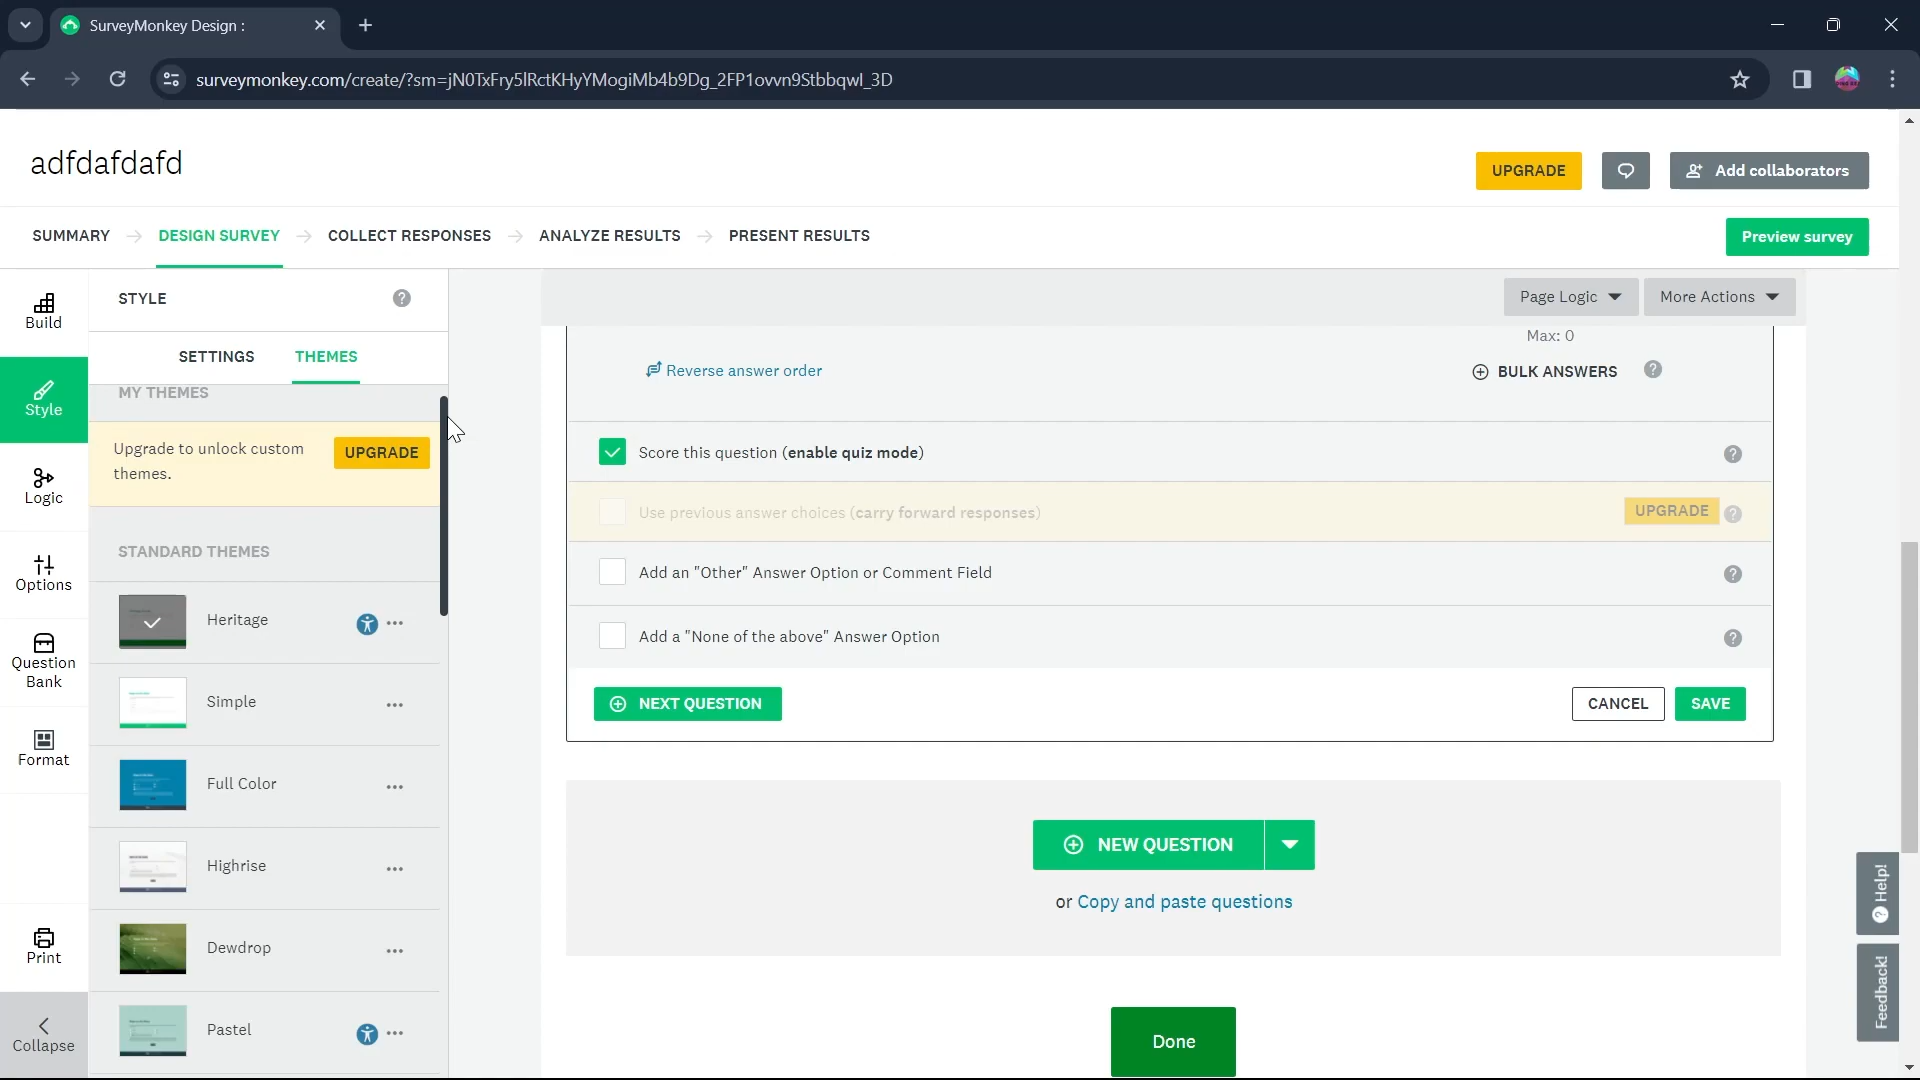 SurveyMonkey Design :
surveymonkey.com/create/?sm=jN0TxFry5lRctKHyYMogiMb4b9Dg_2FP1ovvn9Stbbqwl_3D
adfdafdafd
UPGRADE
Add collaborators
SUMMARY
DESIGN SURVEY
COLLECT RESPONSES
ANALYZE RESULTS
PRESENT RESULTS
Preview survey
Build
Style
Logic
Options
Question
Bank
Format
Print
Collapse
STYLE
SETTINGS
THEMES
MY THEMES
Upgrade to unlock custom
themes.
UPGRADE
STANDARD THEMES
Heritage
Simple
Full Color
Highrise
Dewdrop
Pastel
Page Logic
More Actions
Max: 0
Reverse answer order
BULK ANSWERS
Score this question (enable quiz mode)
Use previous answer choices (carry forward responses)
UPGRADE
Add an "Other" Answer Option or Comment Field
Add a "None of the above" Answer Option
NEXT QUESTION
CANCEL
SAVE
NEW QUESTION
or Copy and paste questions
Done
Help!
Feedback!